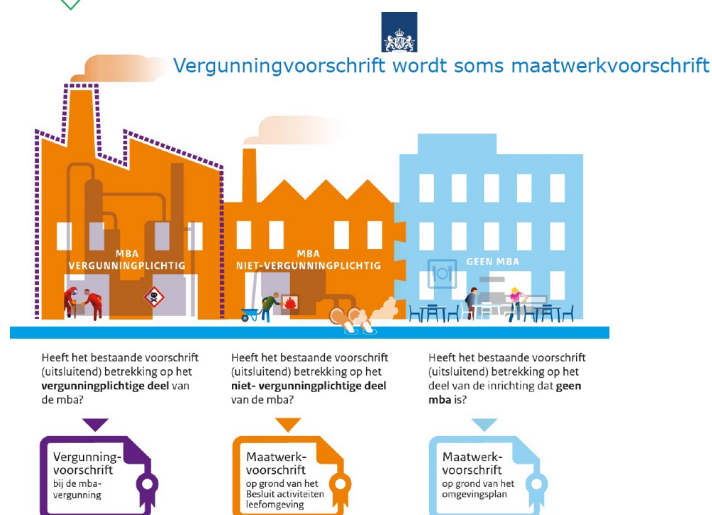 Vergunningvoorschrift wordt soms maatwerkvoorschrift
MBA
VERGUNNINGPLICHTIG
MBA
NIET-VERGUNNINGPLICHTIG
GEEN MBA
Heeft het bestaande voorschrift
(uitsluitend) betrekking op het
vergunningplichtige deel van
de mba?
Heeft het bestaande voorschrift
(uitsluitend) betrekking op het
niet- vergunningplichtige deel
van de mba?
Heeft het bestaande voorschrift
(uitsluitend) betrekking op het
deel van de inrichting dat geen
mba is?
Vergunning-
voorschrift
bij de mba-
vergunning
Maatwerk-
voorschrift
op grond van het
Besluit activiteiten
leefomgeving
Maatwerk-
voorschrift
op grond van het
omgevingsplan